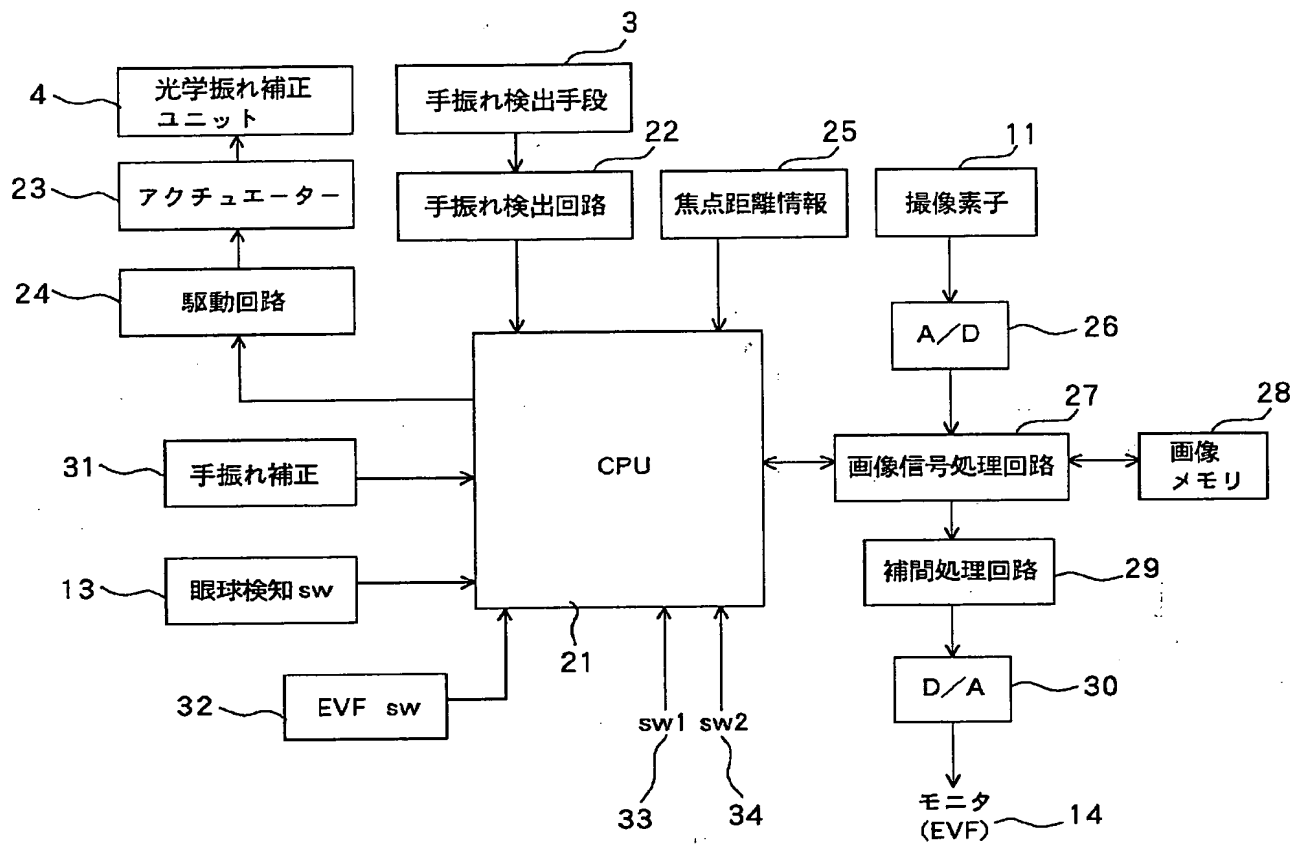 3
4
光学振れ補正
ユニット
手振れ検出手段
22
25
11
23
アクチュエーター
手振れ検出回路
焦点距離情報
撮像素子
24
駆動回路
A/D
26
27
28
31
手振れ補正
CPU
画像信号処理回路
画像
メモリ
13
眼球検知sw
補間処理回路
29
21
32
EVF sw
D/A
30
sw1 sw2
33
34
モニタ
(EVF)
14